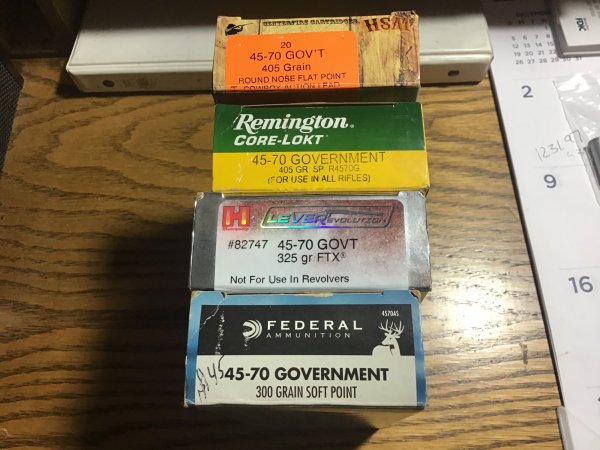 CENTERFIRE CARTRIDGES
HSM
20
45-70 GOV'T
405 Grain
ROUND NOSE FLAT POINT
COWBOY ACTION LEAD
Remington®
CORE-LOKT®
45-70 GOVERNMENT
405 GR SP R4570G
(FOR USE IN ALL RIFLES)
H
Hornady
LEVERevolution
#82747 45-70 GOVT
325 gr FTX®
Not For Use In Revolvers
4570AS
FEDERAL
AMMUNITION
45-70 GOVERNMENT
300 GRAIN SOFT POINT
2
9
16